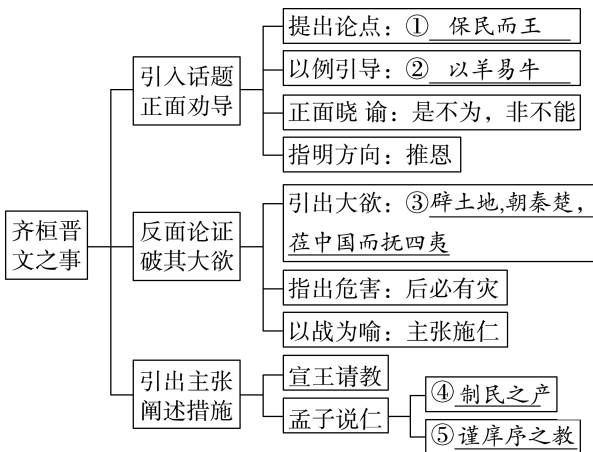 提出论点：①保民而王
引入话题
正面劝导
以例引导：②以羊易牛
正面晓 谕：是不为，非不能
指明方向：推恩
齐桓晋
文之事
反面论证
破其大欲
引出大欲：③辟土地,朝秦楚，
莅中国而抚四夷
指出危害：后必有灾
以战为喻：主张施仁
引出主张
阐述措施
宣王请教
孟子说仁
④制民之产
⑤谨庠序之教